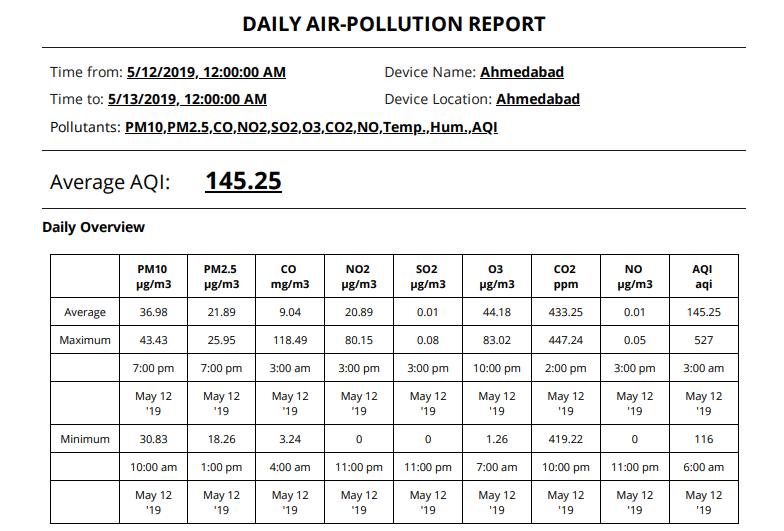 DAILY AIR-POLLUTION REPORT
Time from: 5/12/2019, 12:00:00 AM Device Name: Ahmedabad
Time to: 5/13/2019, 12:00:00 AM Device Location: Ahmedabad
Pollutants: PM10,PM2.5,CO,NO2,SO2,O3,CO2,NO,Temp.,Hum.,AQI
Average AQI: 145.25
Daily Overview
PM10 PM2.5 CO NO2 SO2 O3 CO2 NO AQI
µg/m3 µg/m3 mg/m3 µg/m3 µg/m3 µg/m3 ppm µg/m3 aqi
Average 36.98 21.89 9.04 20.89 0.01 44.18 433.25 0.01 145.25
Maximum 43.43 25.95 118.49 80.15 0.08 83.02 447.24 0.05 527
7:00 pm 7:00 pm 3:00 am 3:00 pm 3:00 pm 10:00 pm 2:00 pm 3:00 pm 3:00 am
May 12 May 12 May 12 May 12 May 12 May 12 May 12 May 12 May 12
'19 '19 '19 '19 '19 '19 '19 '19 '19
Minimum 30.83 18.26 3.24 0 0 1.26 419.22 0 116
10:00 am 1:00 pm 4:00 am 11:00 pm 11:00 pm 7:00 am 10:00 pm 11:00 pm 6:00 am
May 12 May 12 May 12 May 12 May 12 May 12 May 12 May 12 May 12
'19 '19 '19 '19 '19 '19 '19 '19 '19